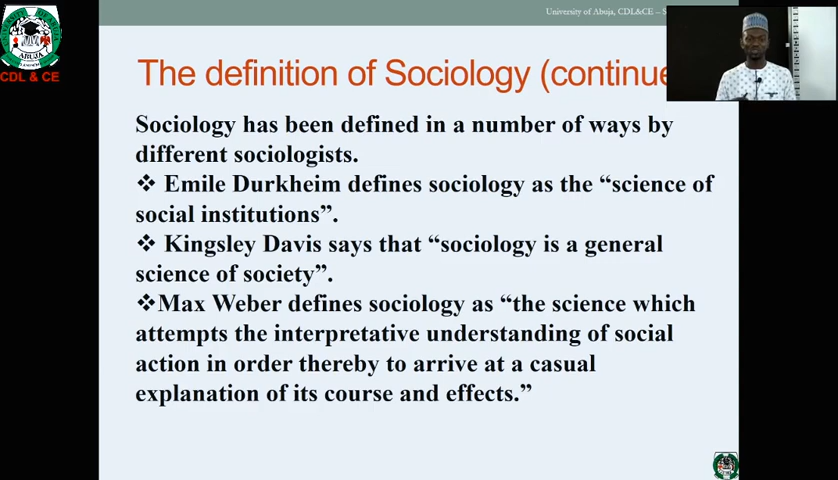 University of Abuja, CDL&CE – S
CDL & CE
The definition of Sociology (continue
Sociology has been defined in a number of ways by
different sociologists.
❖ Emile Durkheim defines sociology as the “science of
social institutions”.
❖ Kingsley Davis says that “sociology is a general
science of society”.
❖Max Weber defines sociology as “the science which
attempts the interpretative understanding of social
action in order thereby to arrive at a casual
explanation of its course and effects.”